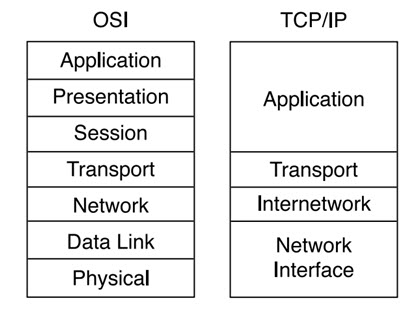 OSI
Application
Presentation
Session
Transport
Network
Data Link
Physical
TCP/IP
Application
Transport
Internetwork
Network
Interface